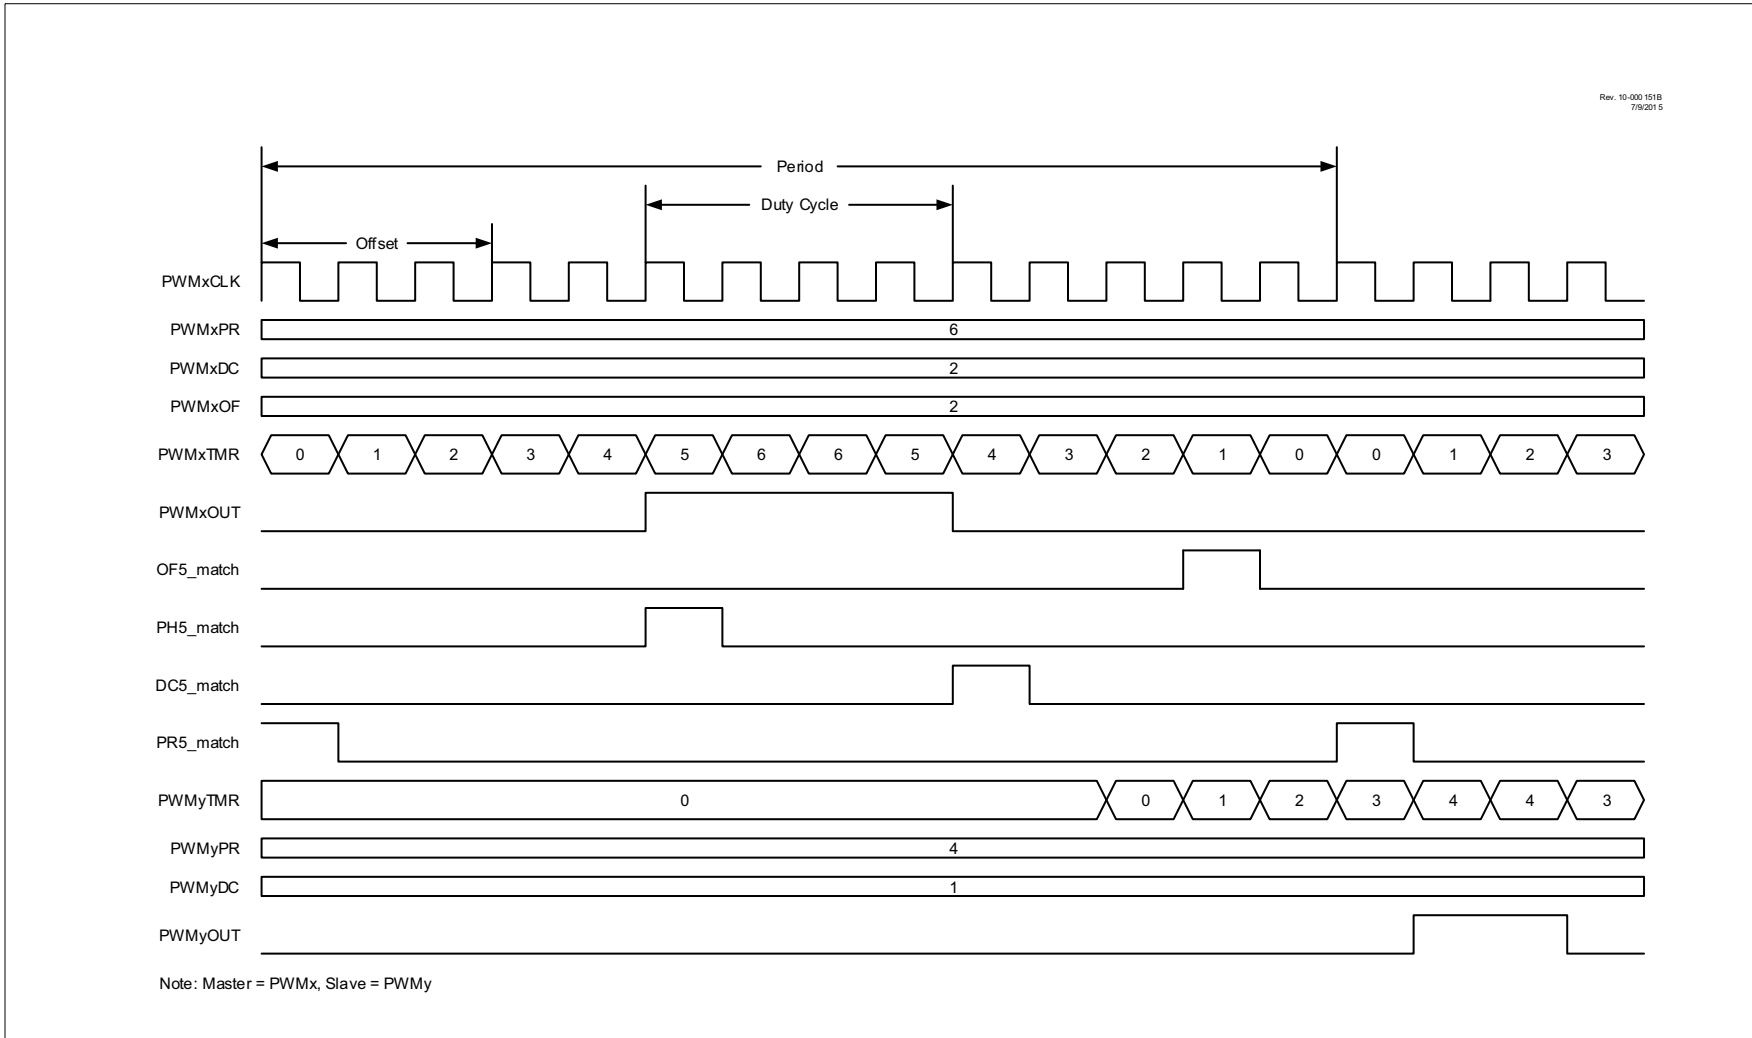 Rev. 10-000 151B
7/9/201 5
Period
Duty Cycle
Offset
PWMxCLK
PWMxPR 6
PWMxDC 2
PWMxOF 2
PWMxTMR 0 1 2 3 4 5 6 6 5 4 3 2 1 0 0 1 2 3
PWMxOUT
OF5_match
PH5_match
DC5_match
PR5_match
PWMyTMR 0 0 1 2 3 4 4 3
PWMyPR 4
PWMyDC 1
PWMyOUT
Note: Master = PWMx, Slave = PWMy